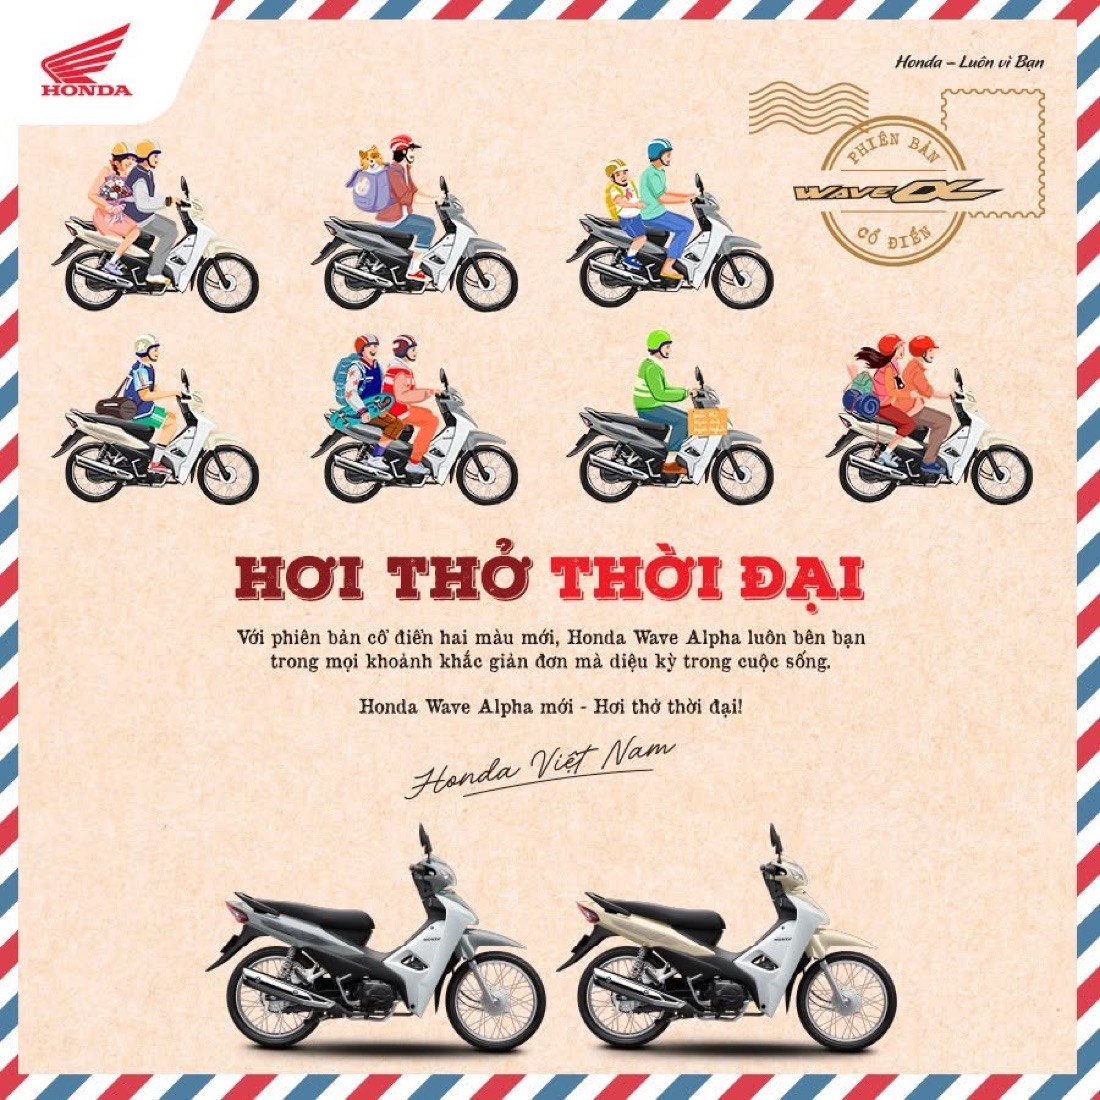 HONDA
Honda – Luôn vì Bạn
PHIÊN BẢN
WAVE α
CỔ ĐIỂN
HƠI THỞ THỜI ĐẠI
Với phiên bản cổ điển hai màu mới, Honda Wave Alpha luôn bên bạn
trong mọi khoảnh khắc giản đơn mà diệu kỳ trong cuộc sống.
Honda Wave Alpha mới - Hơi thở thời đại!
Honda Việt Nam